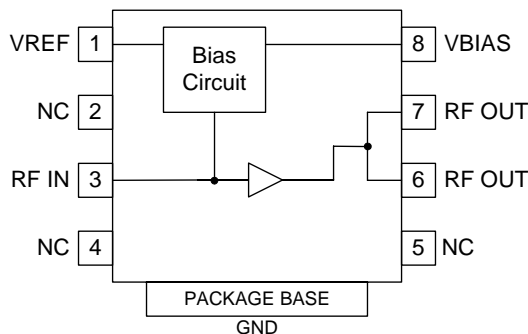 VREF 1 Bias Circuit 8 VBIAS
NC 2 7 RF OUT
RF IN 3 6 RF OUT
NC 4 5 NC
PACKAGE BASE
GND